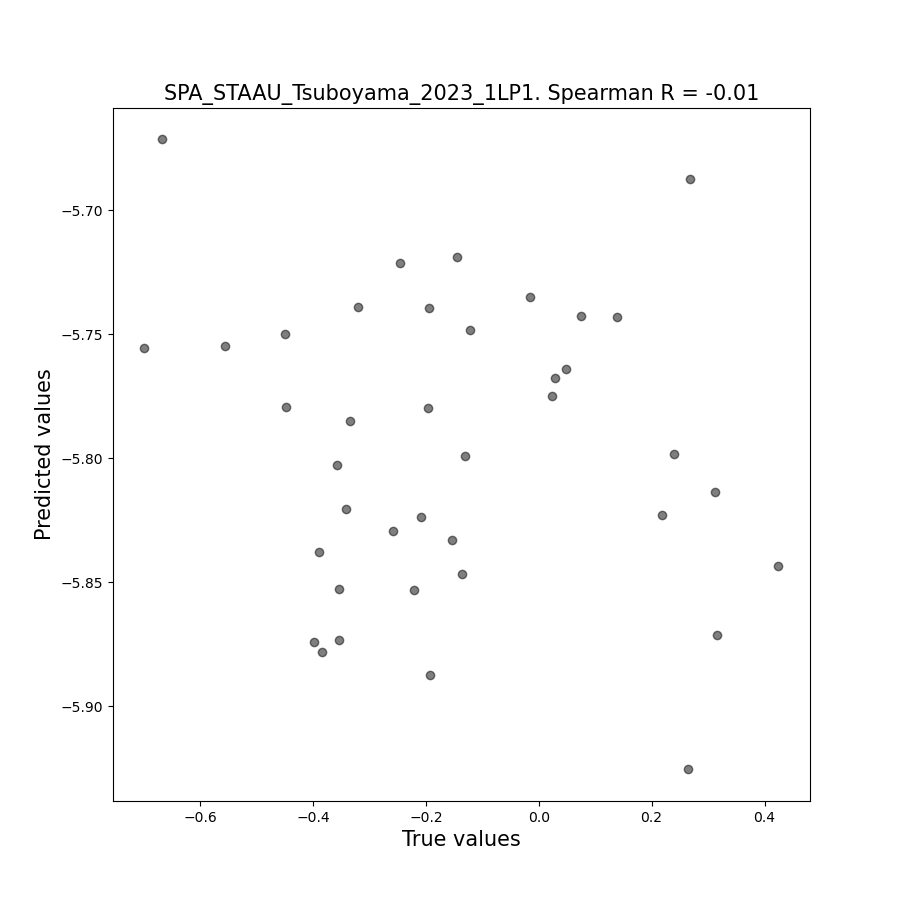 SPA_STAAU_Tsuboyama_2023_1LP1. Spearman R = -0.01
Predicted values
−5.70
−5.75
−5.80
−5.85
−5.90
−0.6 −0.4 −0.2 0.0 0.2 0.4
True values